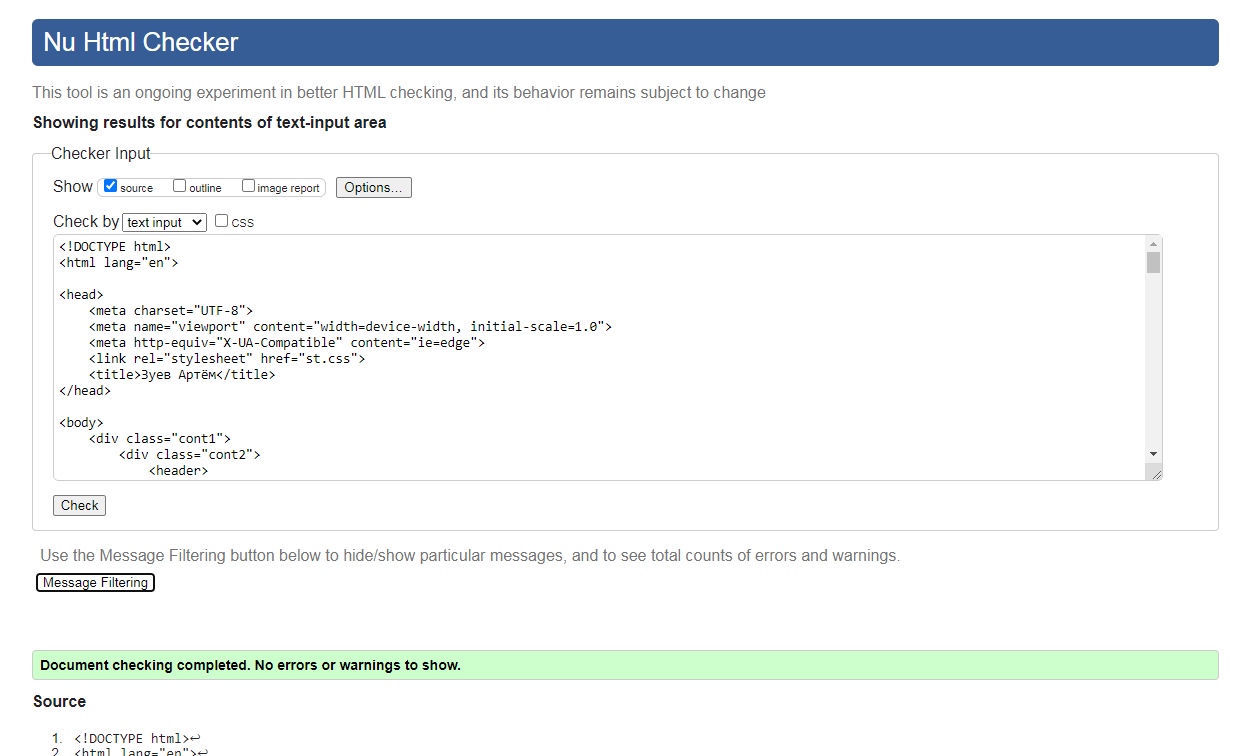 Nu Html Checker
This tool is an ongoing experiment in better HTML checking, and its behavior remains subject to change
Showing results for contents of text-input area
Checker Input
Show source outline image report Options...
Check by text input css
<!DOCTYPE html>
<html lang="en">
<head>
    <meta charset="UTF-8">
    <meta name="viewport" content="width=device-width, initial-scale=1.0">
    <meta http-equiv="X-UA-Compatible" content="ie=edge">
    <link rel="stylesheet" href="st.css">
    <title>Зуев Артём</title>
</head>
<body>
    <div class="cont1">
        <div class="cont2">
            <header>
Check
Use the Message Filtering button below to hide/show particular messages, and to see total counts of errors and warnings.
Message Filtering
Document checking completed. No errors or warnings to show.
Source
1. <!DOCTYPE html>↩
2. <html lang="en">↩